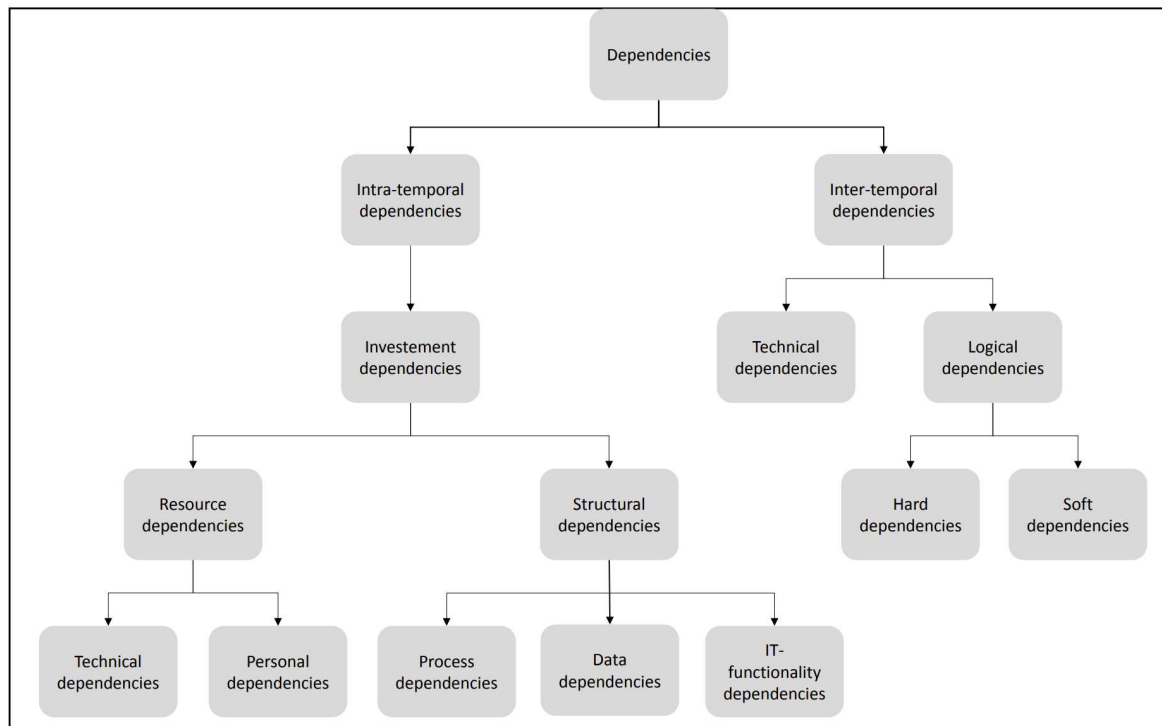 Dependencies
Intra-temporal
dependencies
Inter-temporal
dependencies
Investement
dependencies
Technical
dependencies
Logical
dependencies
Resource
dependencies
Structural
dependencies
Hard
dependencies
Soft
dependencies
Technical
dependencies
Personal
dependencies
Process
dependencies
Data
dependencies
IT-
functionality
dependencies